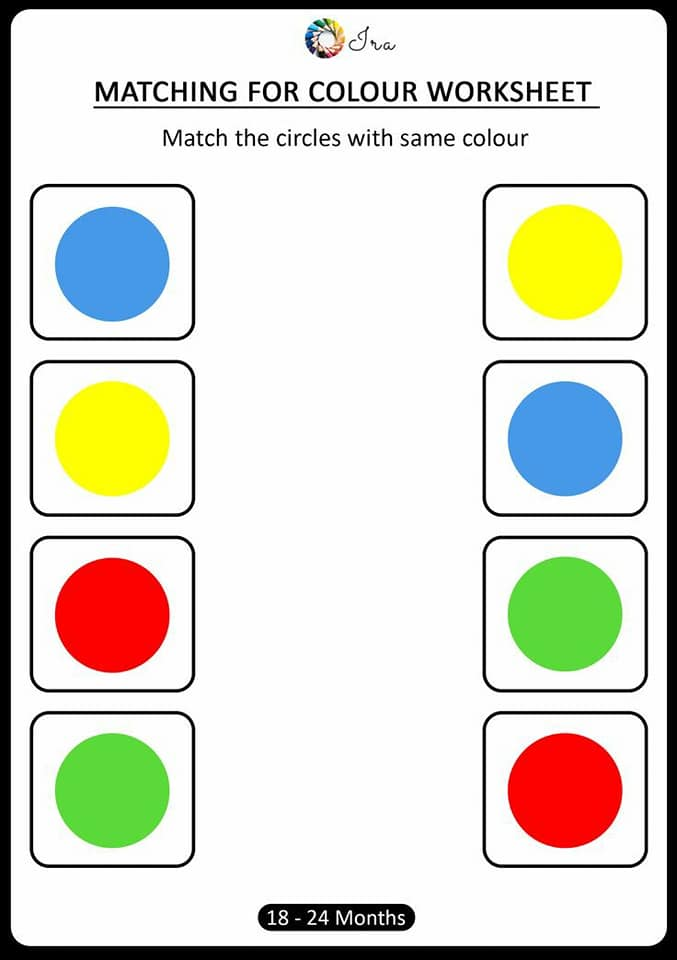 Ira
MATCHING FOR COLOUR WORKSHEET
Match the circles with same colour
18 - 24 Months